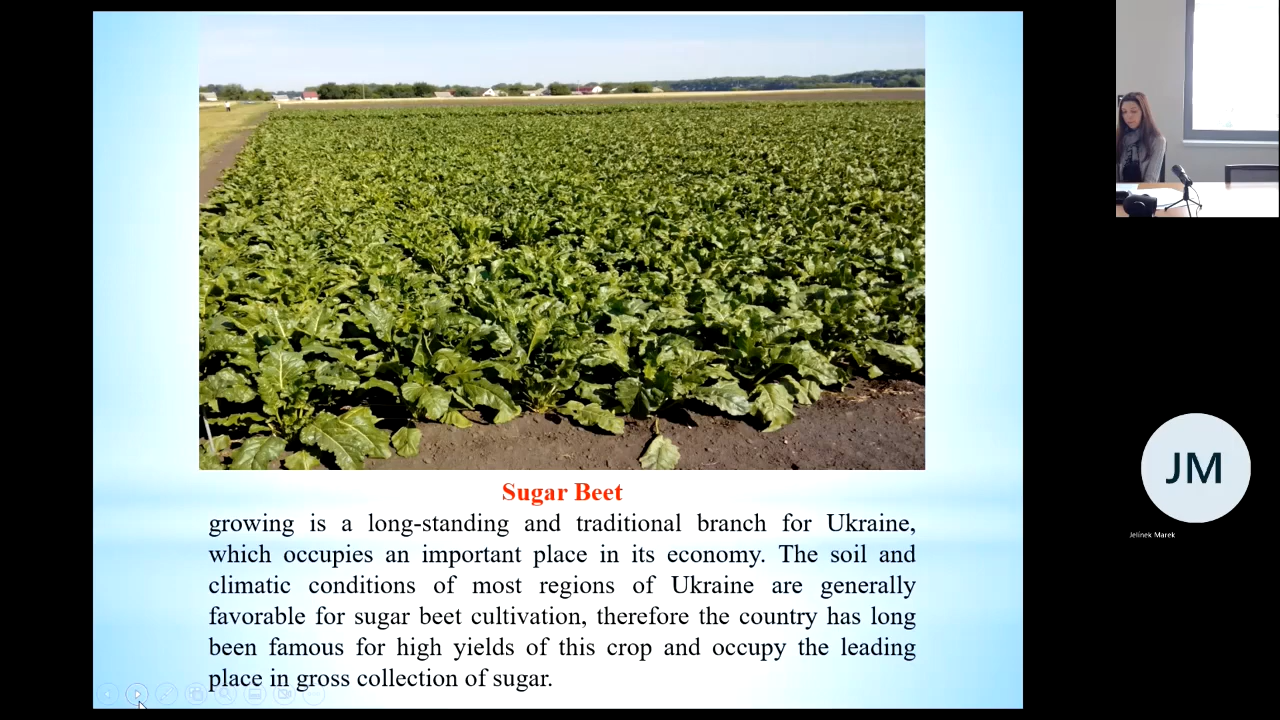 Sugar Beet
growing is a long-standing and traditional branch for Ukraine,
which occupies an important place in its economy. The soil and
climatic conditions of most regions of Ukraine are generally
favorable for sugar beet cultivation, therefore the country has long
been famous for high yields of this crop and occupy the leading
place in gross collection of sugar.
JM
Jelínek Marek